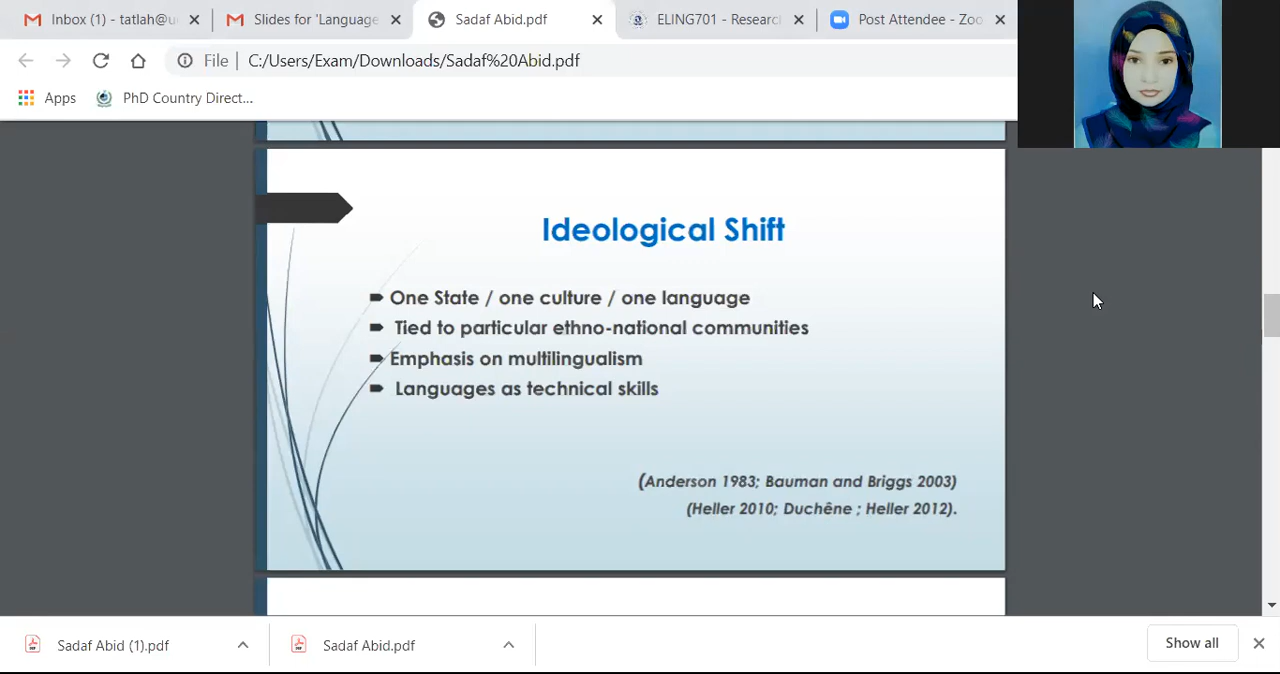 Inbox (1) - tatlah@u
Slides for 'Language
Sadaf Abid.pdf
ELING701 - Researc
Post Attendee - Zoo
File | C:/Users/Exam/Downloads/Sadaf%20Abid.pdf
Apps
PhD Country Direct...
Ideological Shift
One State / one culture / one language
Tied to particular ethno-national communities
Emphasis on multilingualism
Languages as technical skills
(Anderson 1983; Bauman and Briggs 2003)
(Heller 2010; Duchêne ; Heller 2012).
Sadaf Abid (1).pdf
Sadaf Abid.pdf
Show all